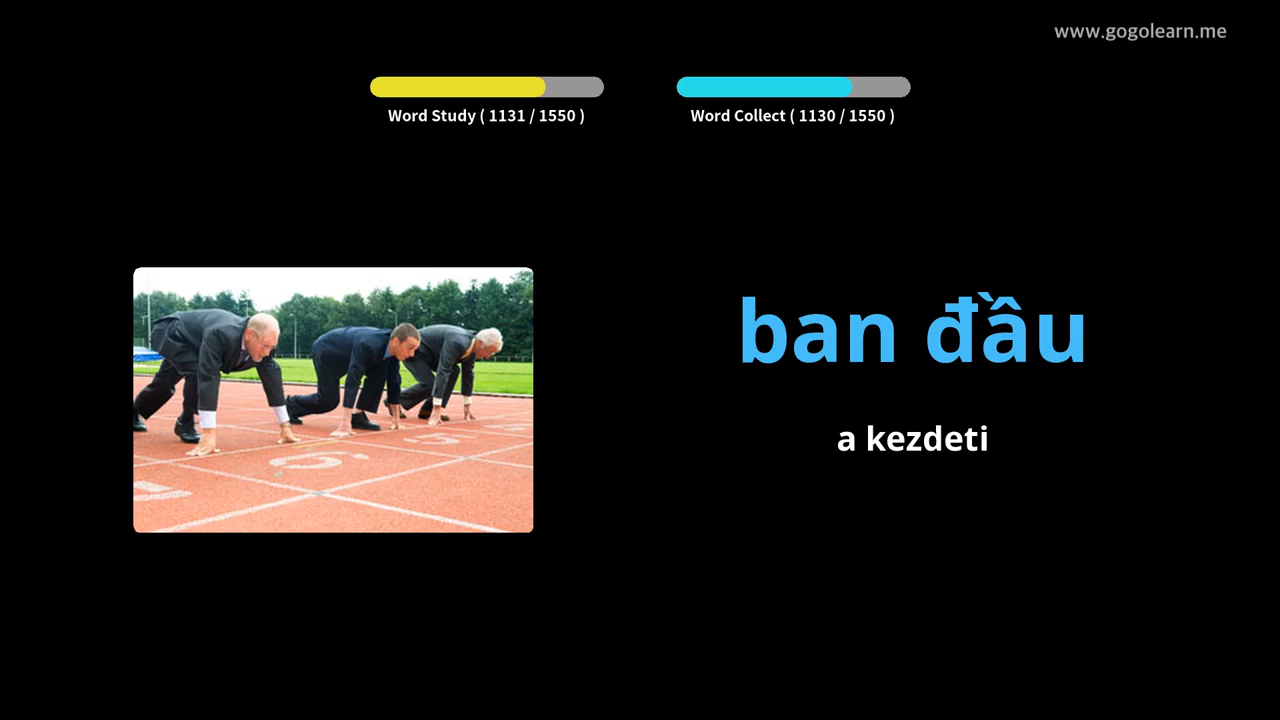 www.gogolearn.me
Word Study ( 1131 / 1550 )
Word Collect ( 1130 / 1550 )
ban đầu
a kezdeti